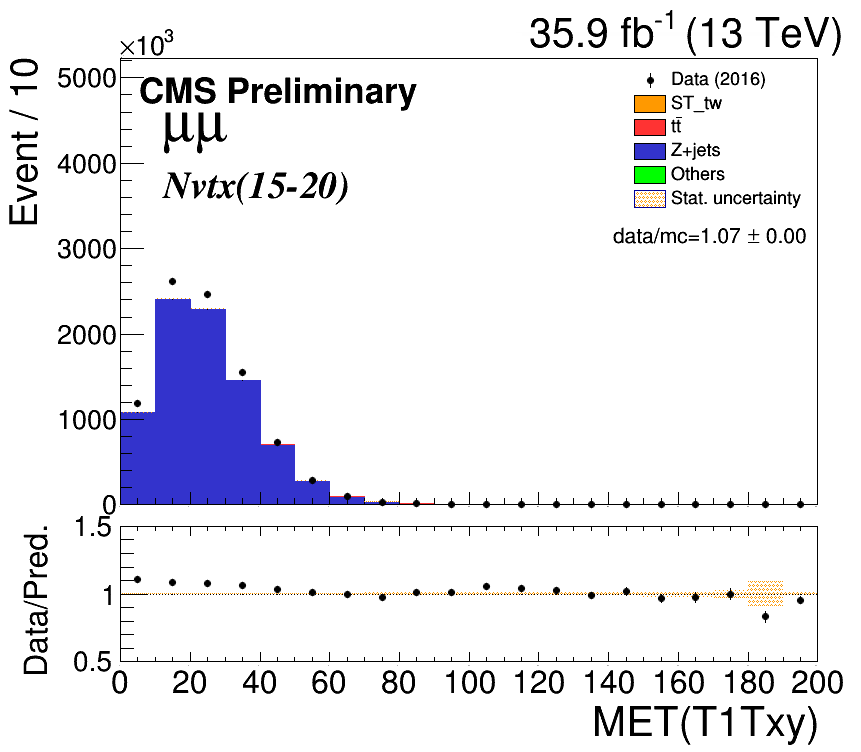 35.9 fb⁻¹ (13 TeV)
×10³
Event / 10
5000
4000
3000
2000
1000
0
CMS Preliminary
μμ
Nvtx(15-20)
Data (2016)
ST_tw
tt̄
Z+jets
Others
Stat. uncertainty
data/mc=1.07 ± 0.00
Data/Pred.
1.5
1
0.5
0 20 40 60 80 100 120 140 160 180 200
MET(T1Txy)